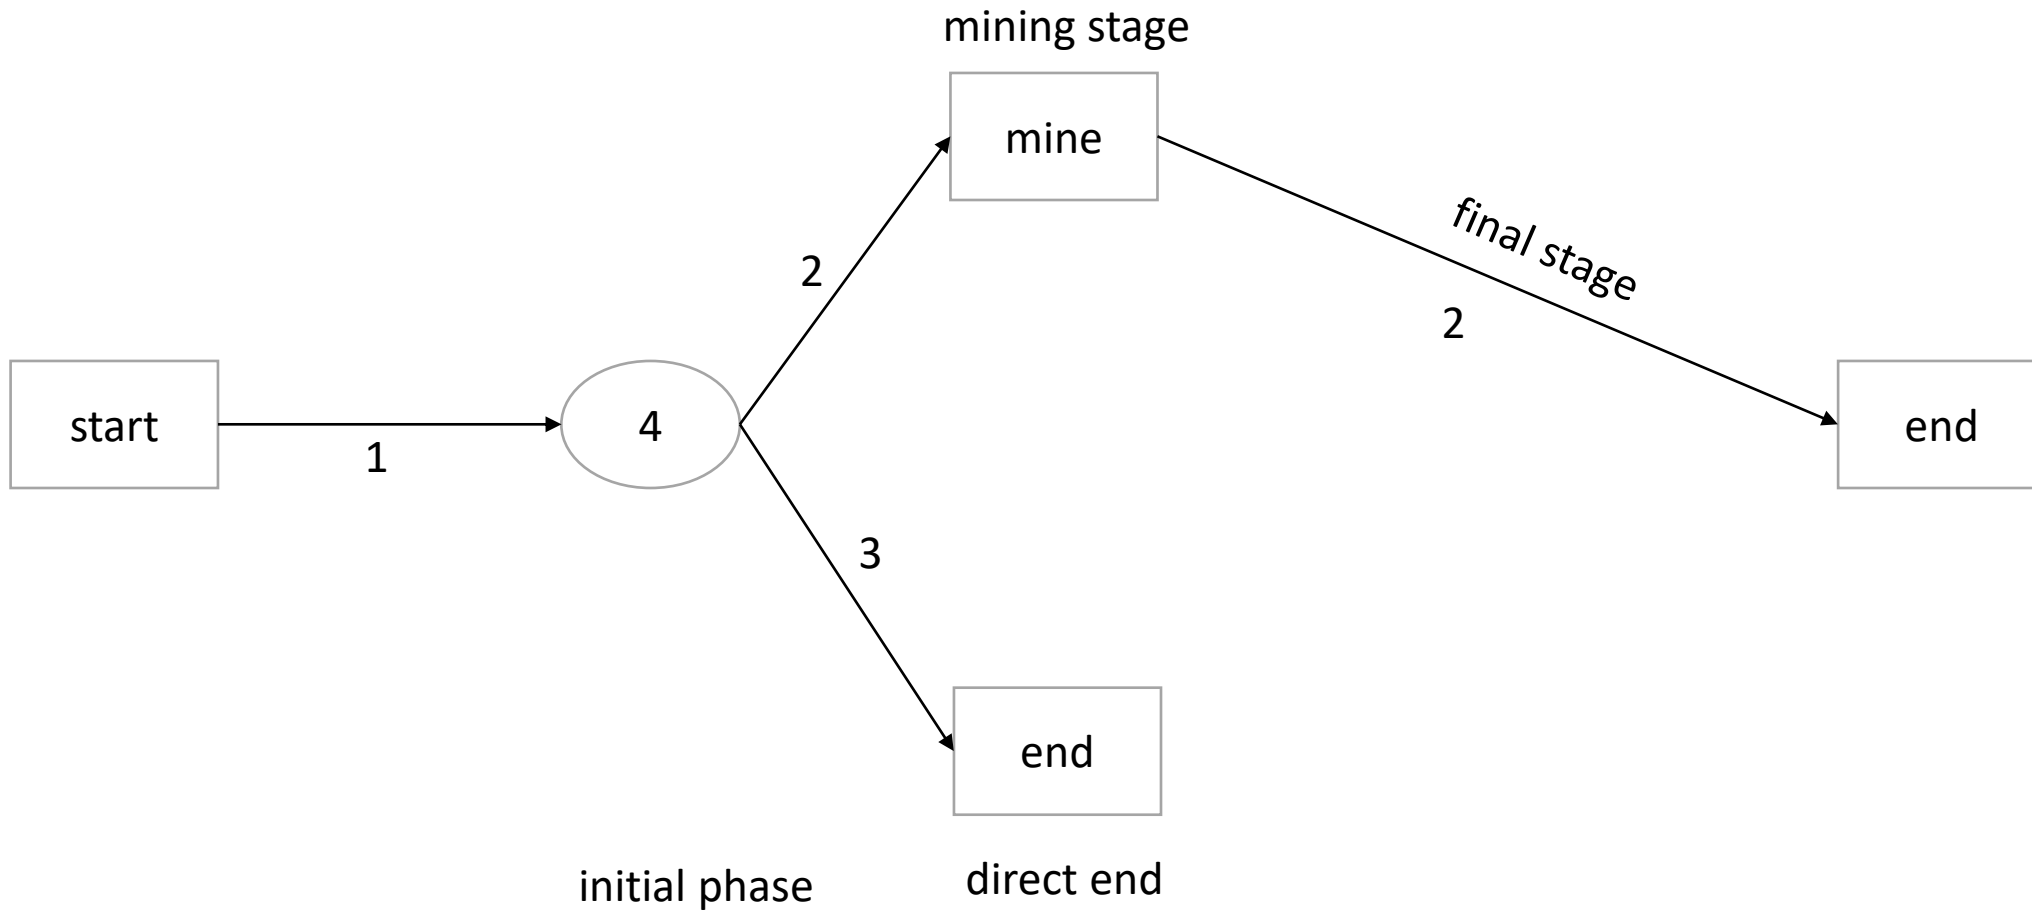 mining stage
mine
final stage
2
2
start
1
4
end
3
end
initial phase
direct end